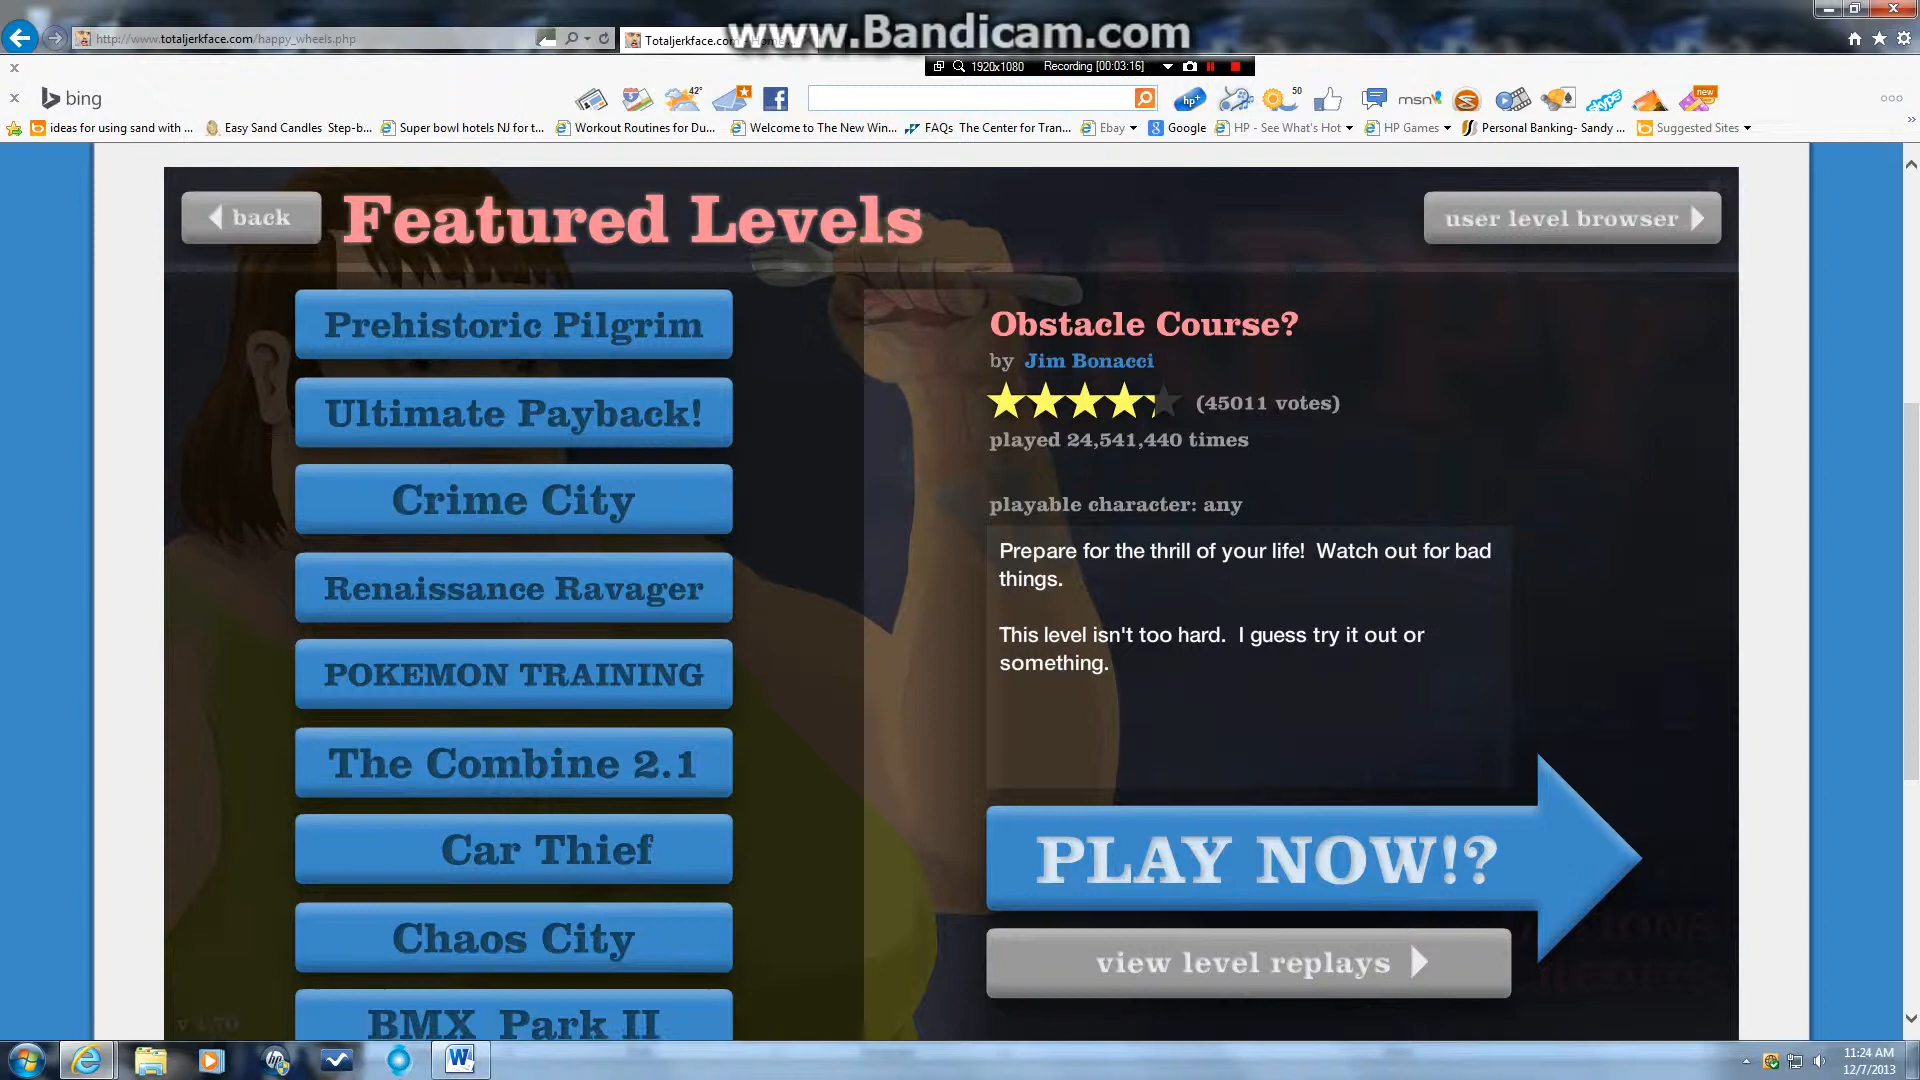 www.Bandicam.com
http://www.totaljerkface.com/happy_wheels.php
Totaljerkface.com
1920x1080 Recording [00:03:16]
bing
42°
hp+
50
msn
skype
new
ideas for using sand with ...
Easy Sand Candles Step-b...
Super bowl hotels NJ for t...
Workout Routines for Du...
Welcome to The New Win...
FAQs The Center for Tran...
Ebay
Google
HP - See What's Hot
HP Games
Personal Banking- Sandy ...
Suggested Sites
back
Featured Levels
user level browser
Prehistoric Pilgrim
Ultimate Payback!
Crime City
Renaissance Ravager
POKEMON TRAINING
The Combine 2.1
Car Thief
Chaos City
BMX Park II
Obstacle Course?
by Jim Bonacci
(45011 votes)
played 24,541,440 times
playable character: any
Prepare for the thrill of your life! Watch out for bad
things.
This level isn't too hard. I guess try it out or
something.
PLAY NOW!?
view level replays
11:24 AM
12/7/2013